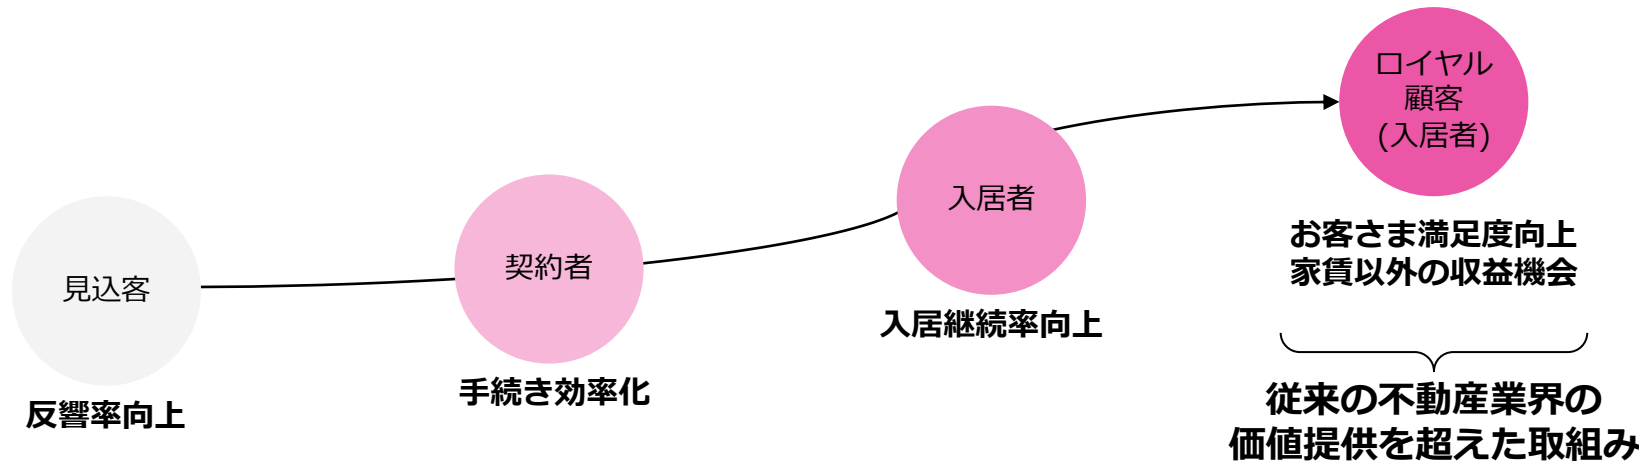 見込客
反響率向上
契約者
手続き効率化
入居者
入居継続率向上
ロイヤル
顧客
(入居者)
お客さま満足度向上
家賃以外の収益機会
従来の不動産業界の
価値提供を超えた取組み